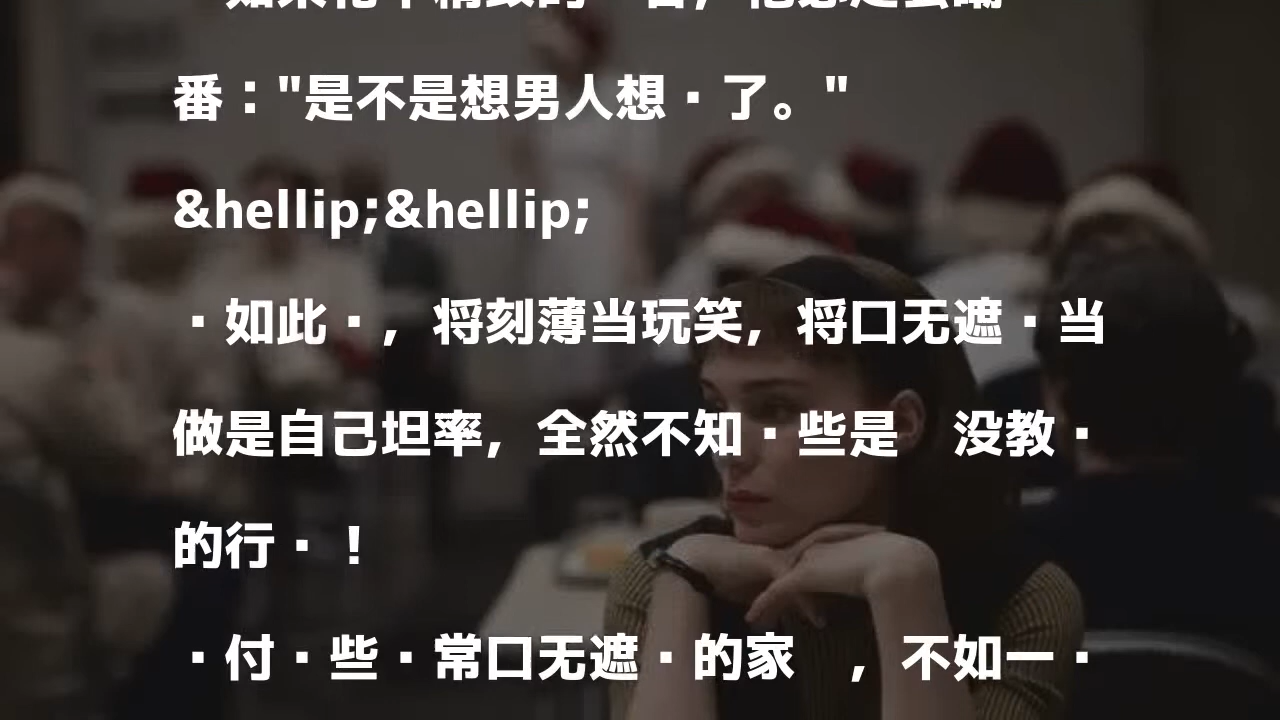 番："是不是想男人想·了。"
&hellip;&hellip;
·如此·，将刻薄当玩笑，将口无遮·当
做是自己坦率，全然不知·些是 没教·
的行· ！
·付·些·常口无遮·的家 ，不如一·